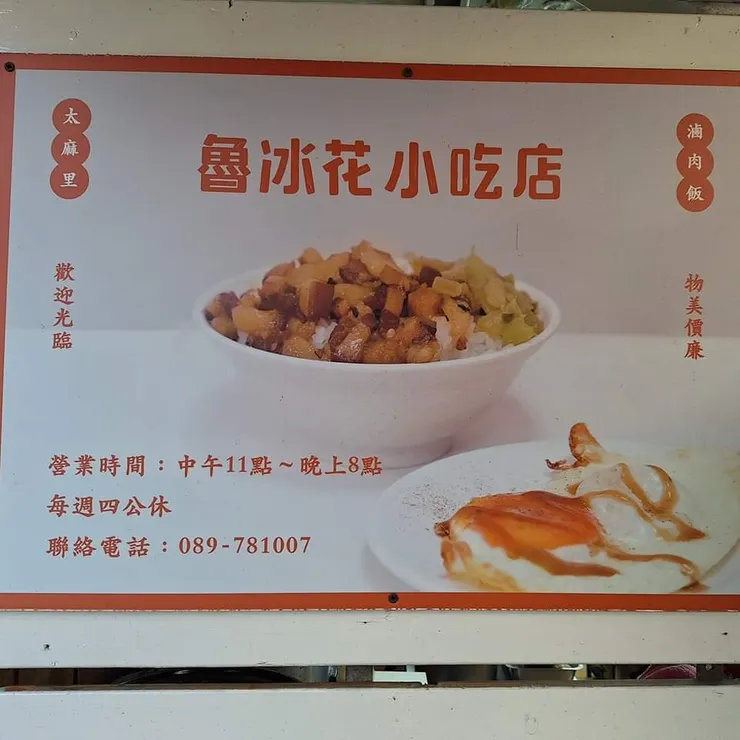 太麻里
魯冰花小吃店
滷肉飯
歡迎光臨
物美價廉
營業時間：中午11點～晚上8點
每週四公休
聯絡電話：089-781007